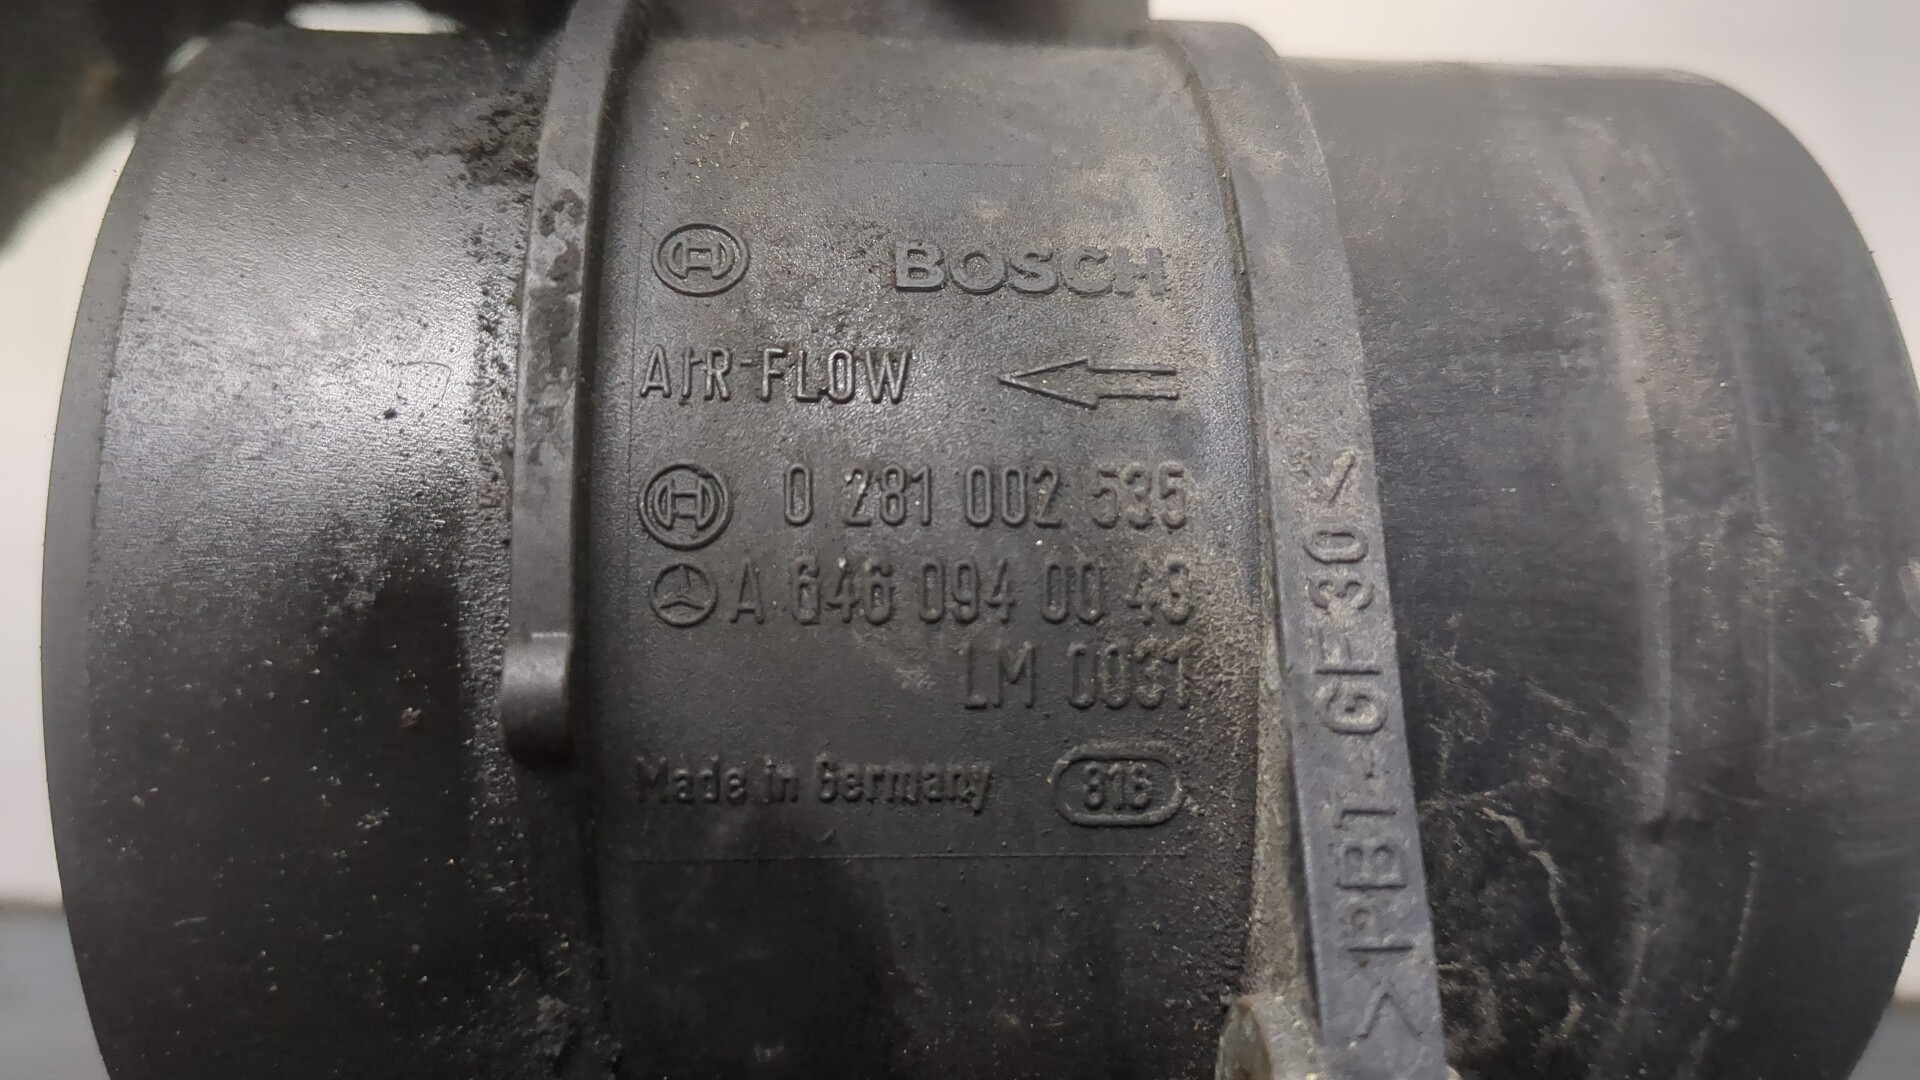 BOSCH
AIR-FLOW
0 281 002 535
A 646 094 00 48
LM 0031
Made in Germany 816
>PBT-GF30<